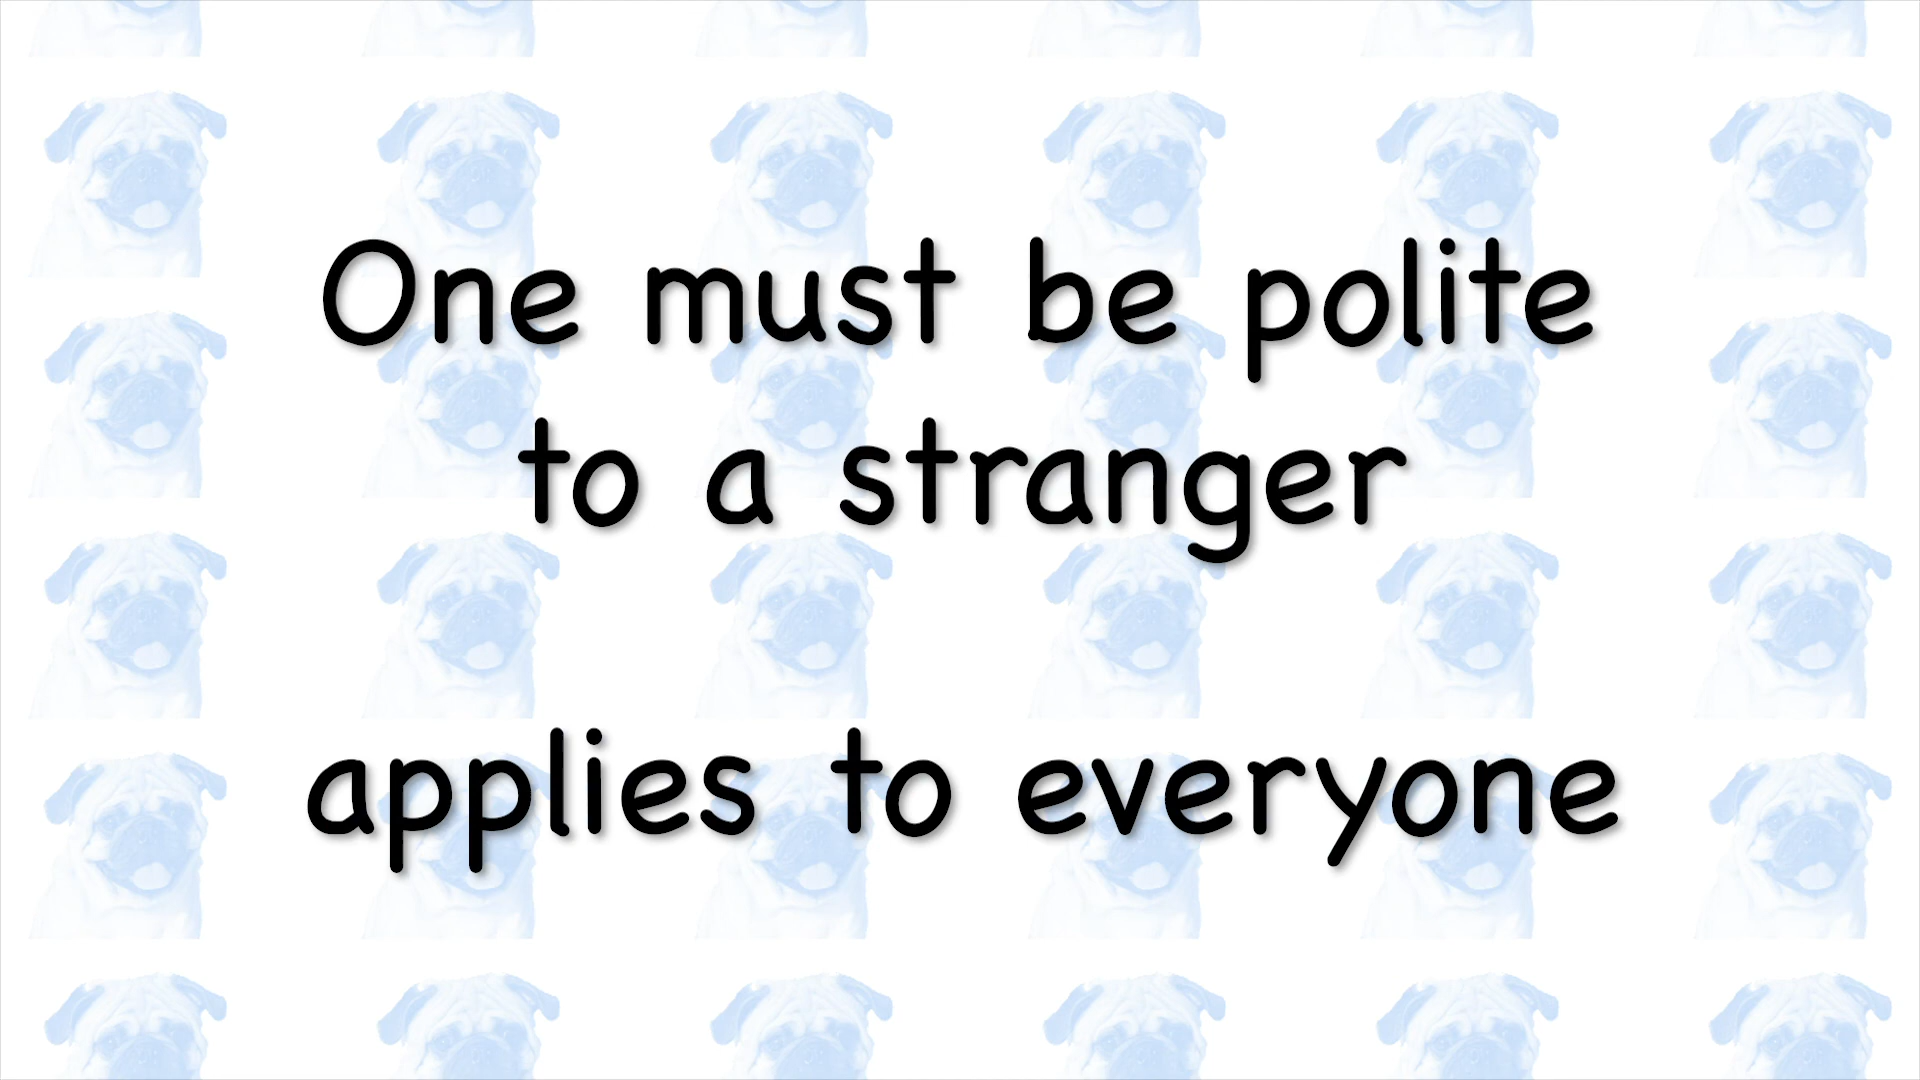 One must be polite
to a stranger
applies to everyone